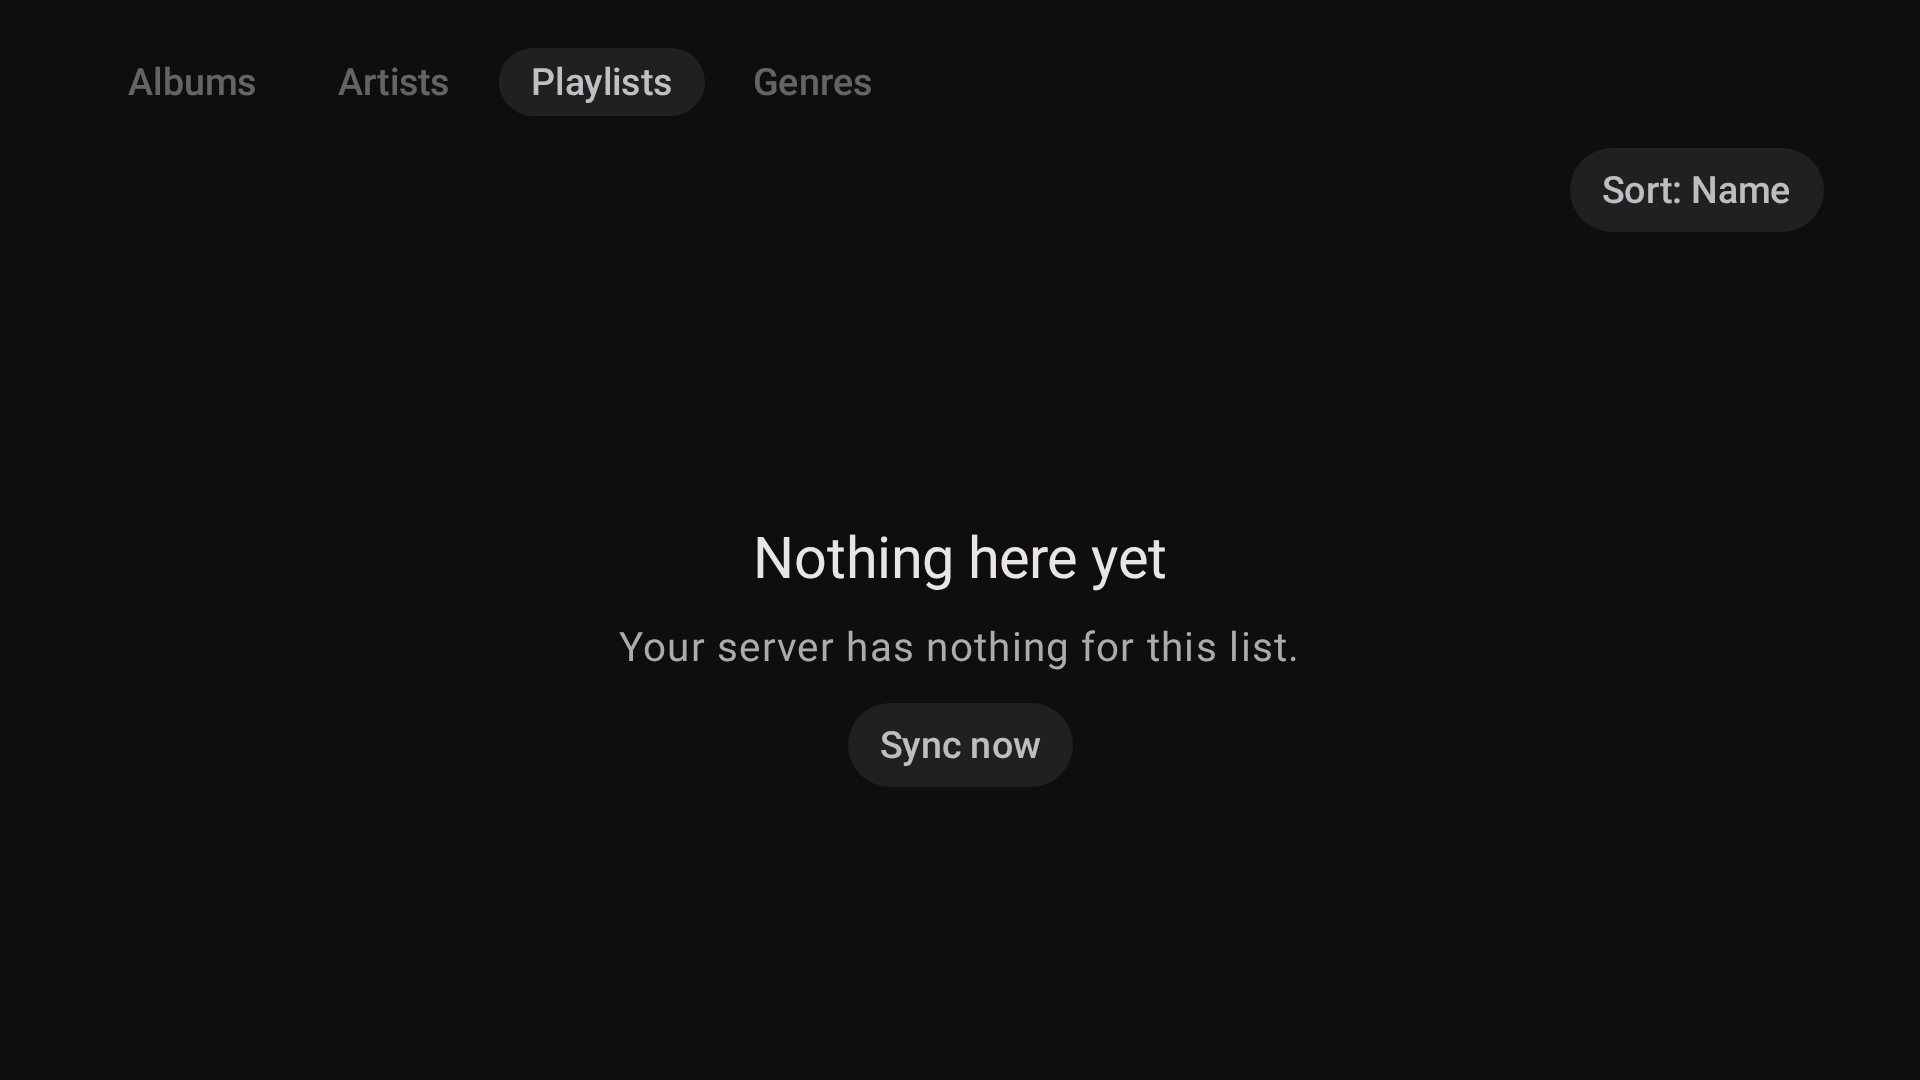 Albums Artists Playlists Genres
Sort: Name
Nothing here yet
Your server has nothing for this list.
Sync now